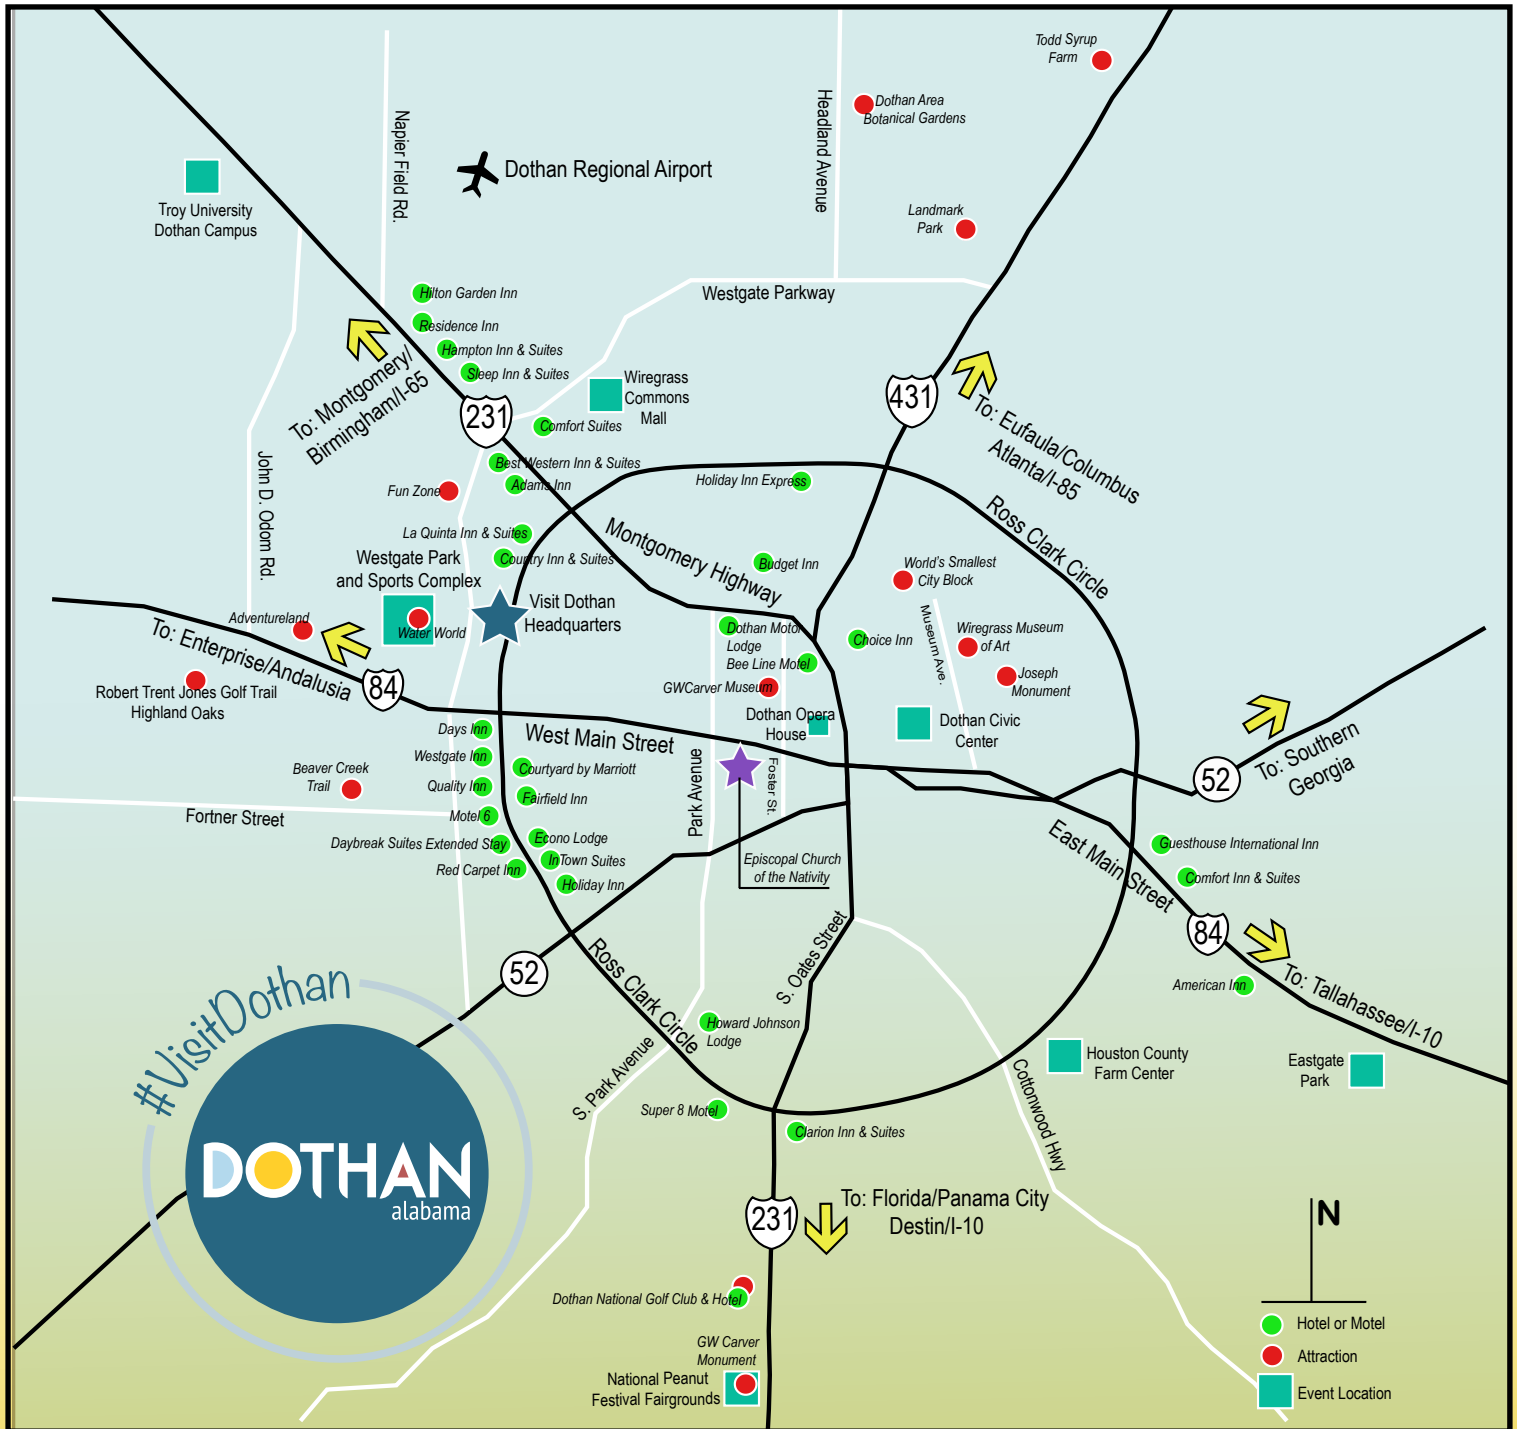 Todd Syrup
Farm
Dothan Area
Botanical Gardens
Headland Avenue
Napier Field Rd.
Dothan Regional Airport
Troy University
Dothan Campus
Landmark
Park
Hilton Garden Inn
Westgate Parkway
Residence Inn
Hampton Inn & Suites
Sleep Inn & Suites
To: Montgomery/
Birmingham/I-65
Wiregrass
Commons
Mall
231
431
To: Eufaula/Columbus
Atlanta/I-85
Comfort Suites
Best Western Inn & Suites
Adams Inn
Fun Zone
Holiday Inn Express
John D. Odom Rd.
La Quinta Inn & Suites
Country Inn & Suites
Montgomery Highway
Ross Clark Circle
Westgate Park
and Sports Complex
Budget Inn
World's Smallest
City Block
Visit Dothan
Headquarters
Adventureland
Water World
Museum Ave.
Dothan Motor
Lodge
Choice Inn
Wiregrass Museum
of Art
To: Enterprise/Andalusia
Bee Line Motel
Joseph
Monument
GWCarver Museum
84
Robert Trent Jones Golf Trail
Highland Oaks
Dothan Opera
House
Dothan Civic
Center
Days Inn
West Main Street
Westgate Inn
Courtyard by Marriott
Beaver Creek
Trail
Quality Inn
Fairfield Inn
Park Avenue
Foster St.
52
To: Southern
Georgia
Fortner Street
Motel 6
Daybreak Suites Extended Stay
Econo Lodge
InTown Suites
Red Carpet Inn
Holiday Inn
Episcopal Church
of the Nativity
East Main Street
Guesthouse International Inn
Comfort Inn & Suites
84
52
Ross Clark Circle
S. Oates Street
American Inn
To: Tallahassee/I-10
#VisitDothan
Howard Johnson
Lodge
S. Park Avenue
Houston County
Farm Center
Eastgate
Park
Cottonwood Hwy
Super 8 Motel
Clarion Inn & Suites
DOTHAN
alabama
231
To: Florida/Panama City
Destin/I-10
N
Dothan National Golf Club & Hotel
GW Carver
Monument
National Peanut
Festival Fairgrounds
Hotel or Motel
Attraction
Event Location